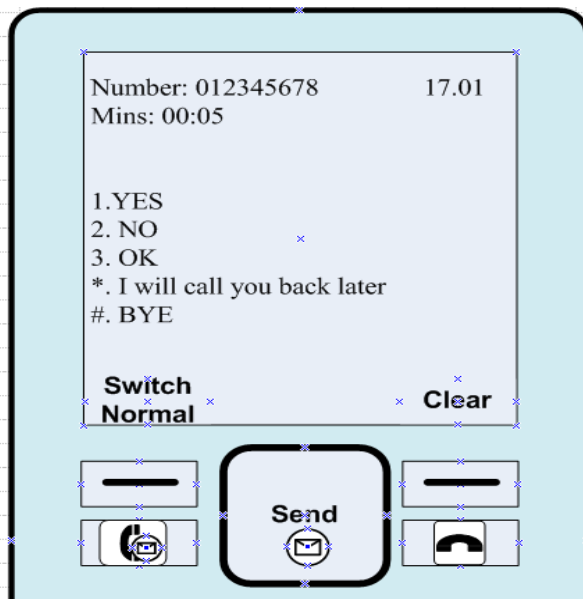 Number: 012345678 17.01
Mins: 00:05
1.YES
2. NO
3. OK
*. I will call you back later
#. BYE
Switch
Normal
Clear
Send